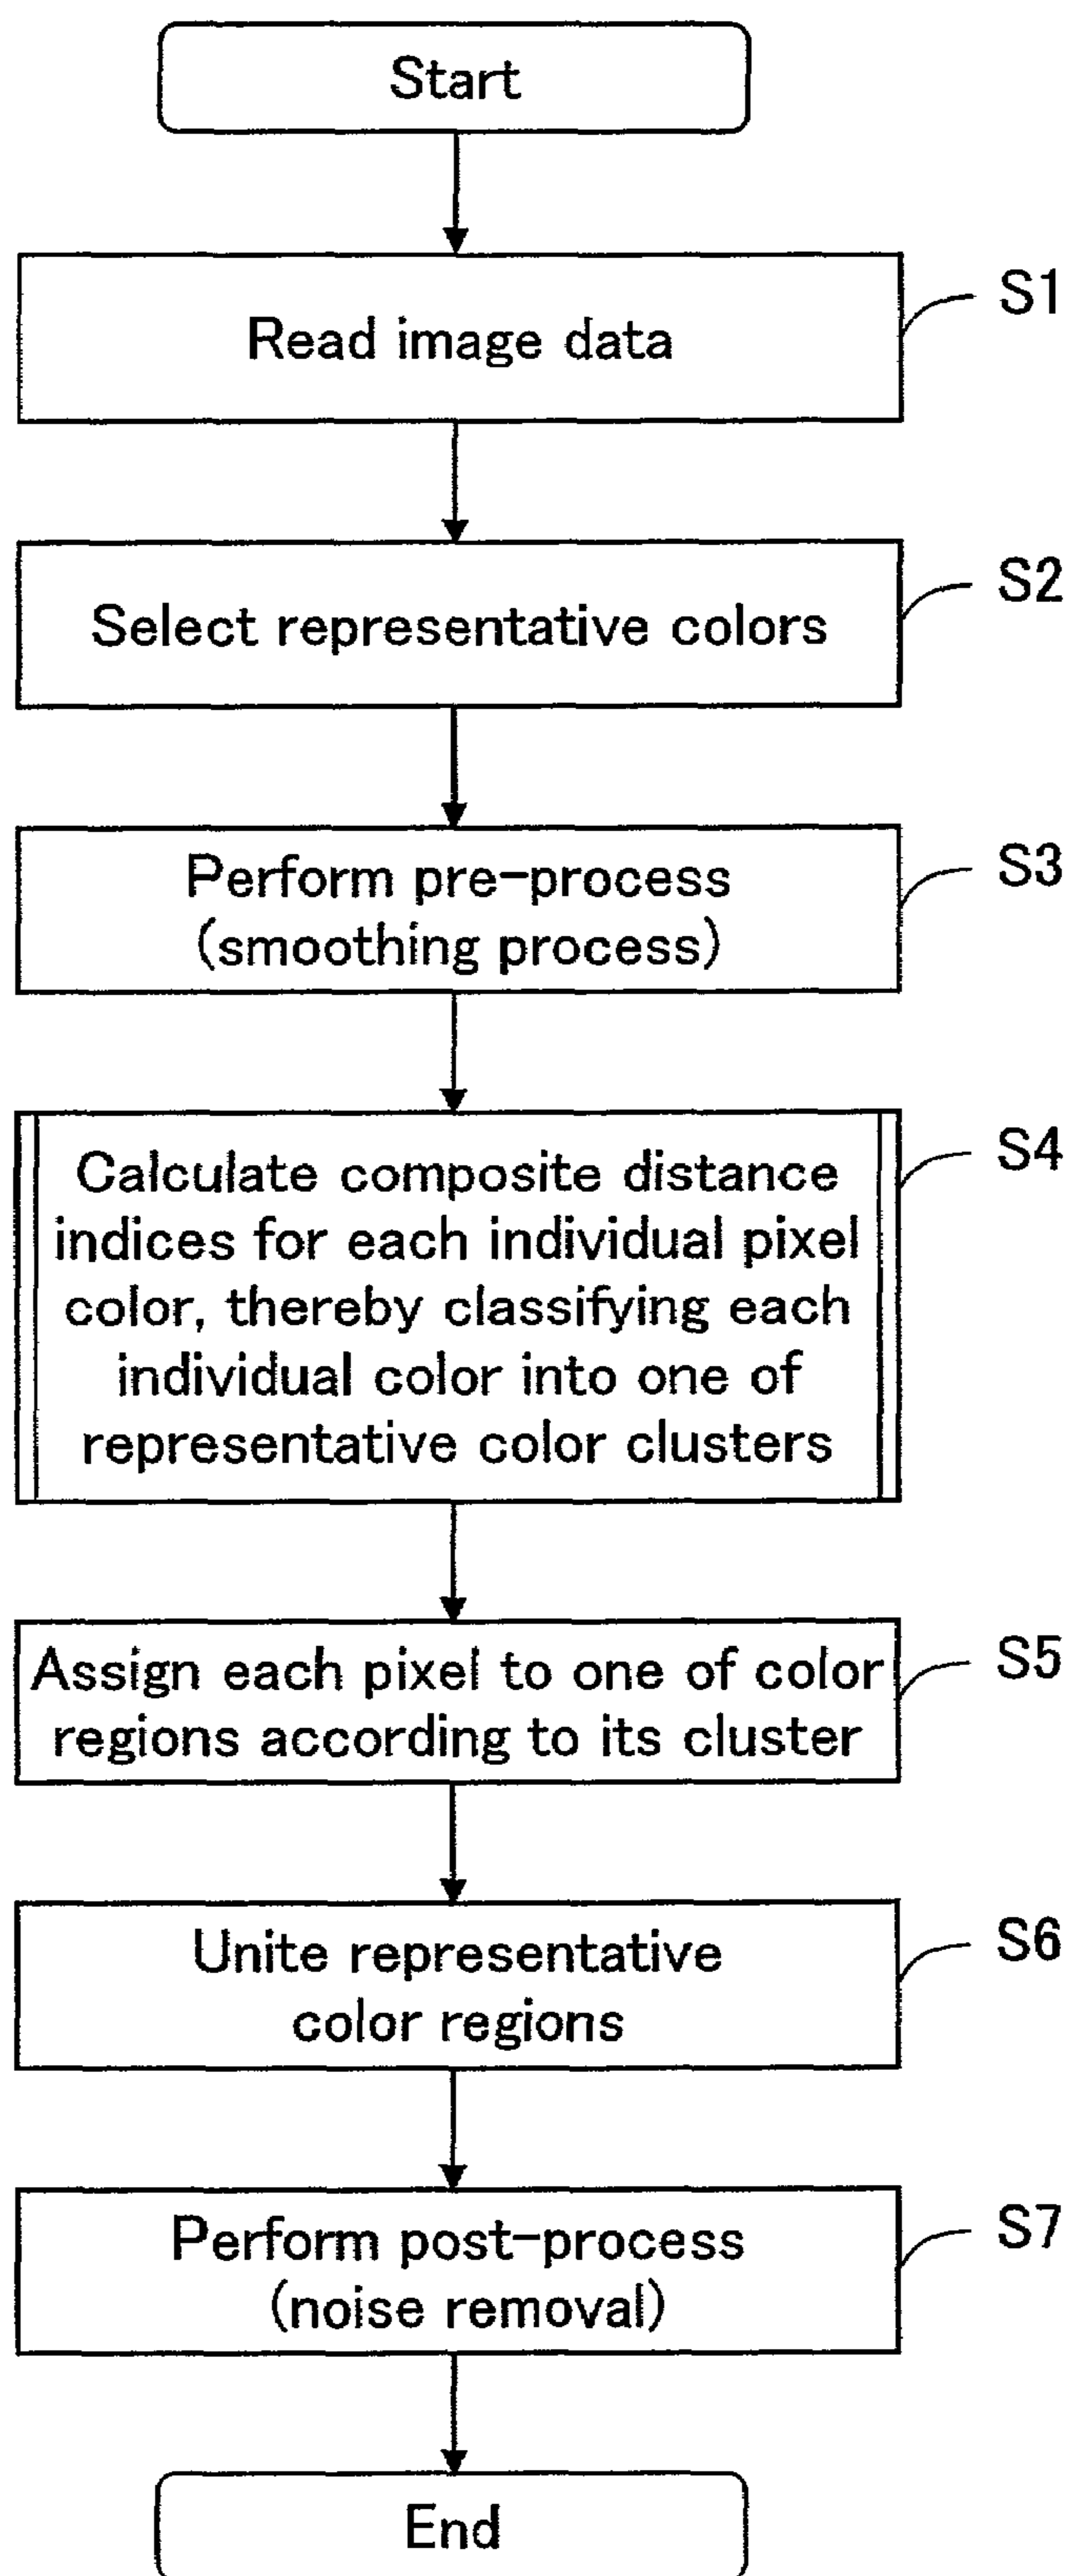 Start
Read image data
S1
Select representative colors
S2
Perform pre-process
(smoothing process)
S3
Calculate composite distance
indices for each individual pixel
color, thereby classifying each
individual color into one of
representative color clusters
S4
Assign each pixel to one of color
regions according to its cluster
S5
Unite representative
color regions
S6
Perform post-process
(noise removal)
S7
End